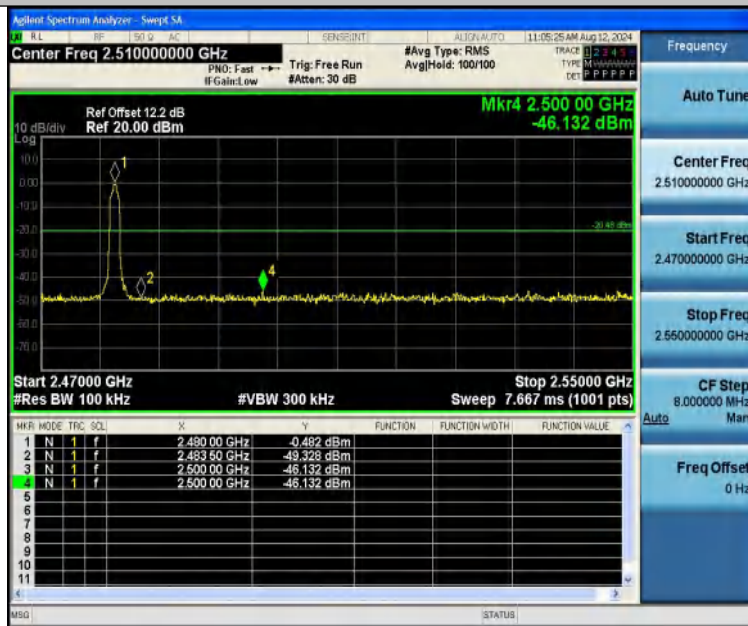 Agilent Spectrum Analyzer - Swept SA
RL RF 50 Ω AC SENSE:INT ALIGN AUTO 11:05:25 AM Aug 12, 2024
Center Freq 2.510000000 GHz
PNO: Fast
IFGain:Low
Trig: Free Run
#Atten: 30 dB
#Avg Type: RMS
Avg|Hold: 100/100
TRACE 1 2 3 4 5
TYPE M
DET P P P P P P
Mkr4 2.500 00 GHz
-46.132 dBm
Ref Offset 12.2 dB
10 dB/div Ref 20.00 dBm
Log
10.0
0.00
-10.0
-20.0
-20.48 dBm
-30.0
-40.0
-50.0
-60.0
-70.0
1
2
4
Start 2.47000 GHz Stop 2.55000 GHz
#Res BW 100 kHz #VBW 300 kHz Sweep 7.667 ms (1001 pts)
MKR MODE TRC SCL X Y FUNCTION FUNCTION WIDTH FUNCTION VALUE
1 N 1 f 2.480 00 GHz -0.482 dBm
2 N 1 f 2.483 50 GHz -49.328 dBm
3 N 1 f 2.500 00 GHz -46.132 dBm
4 N 1 f 2.500 00 GHz -46.132 dBm
5
6
7
8
9
10
11
MSG STATUS
Frequency
Auto Tune
Center Freq
2.510000000 GHz
Start Freq
2.470000000 GHz
Stop Freq
2.550000000 GHz
CF Step
8.000000 MHz
Auto Man
Freq Offset
0 Hz